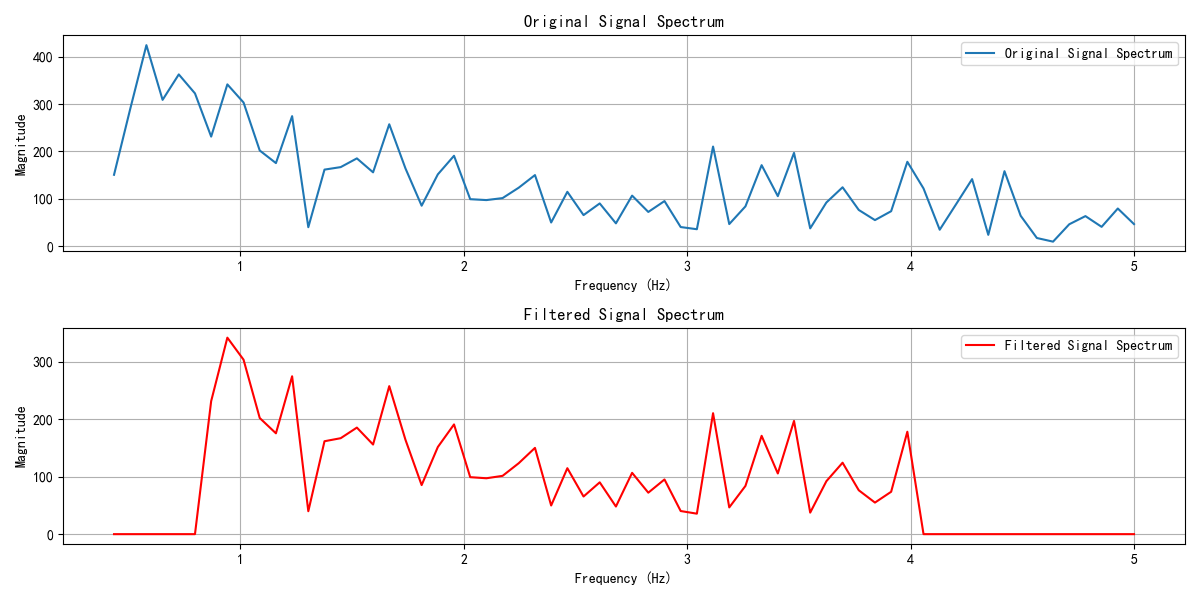 Original Signal Spectrum
Original Signal Spectrum
Magnitude
400
300
200
100
0
1 2 3 4 5
Frequency (Hz)
Filtered Signal Spectrum
Filtered Signal Spectrum
Magnitude
300
200
100
0
1 2 3 4 5
Frequency (Hz)